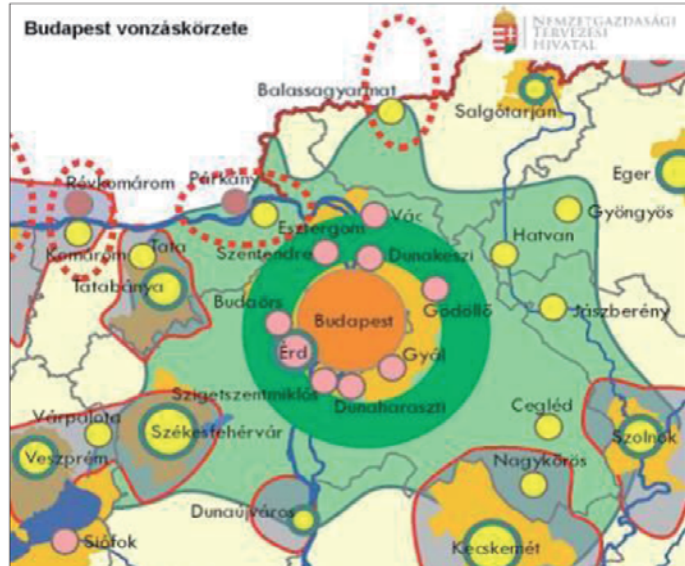 Budapest vonzáskörzete
NEMZETGAZDASÁGI
TERVEZÉSI
HIVATAL
Balassagyarmat
Salgótarján
Eger
Révkomárom
Párkány
Esztergom
Vác
Gyöngyös
Komárom
Tata
Szentendre
Dunakeszi
Hatvan
Tatabánya
Budaörs
Gödöllő
Jászberény
Budapest
Érd
Gyál
Szigetszentmiklós
Dunaharaszti
Várpalota
Székesfehérvár
Cegléd
Szolnok
Veszprém
Nagykőrös
Dunaújváros
Siófok
Kecskemét